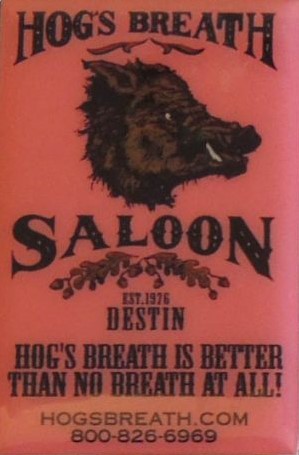 HOG'S BREATH
SALOON
EST. 1976
DESTIN
HOG'S BREATH IS BETTER
THAN NO BREATH AT ALL!
HOGSBREATH.COM
800-826-6969